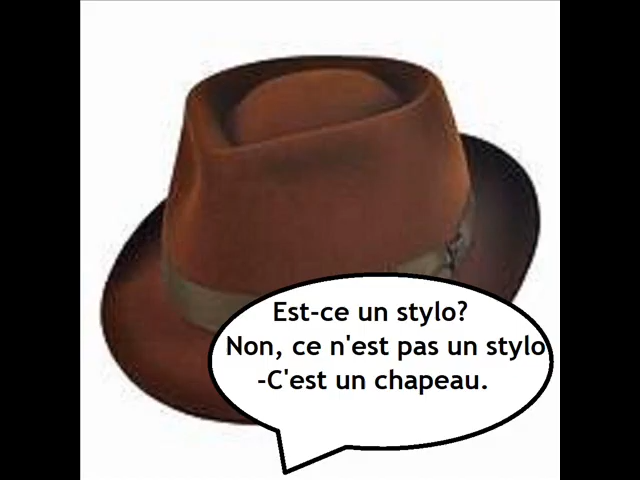 Est-ce un stylo?
Non, ce n'est pas un stylo
-C'est un chapeau.